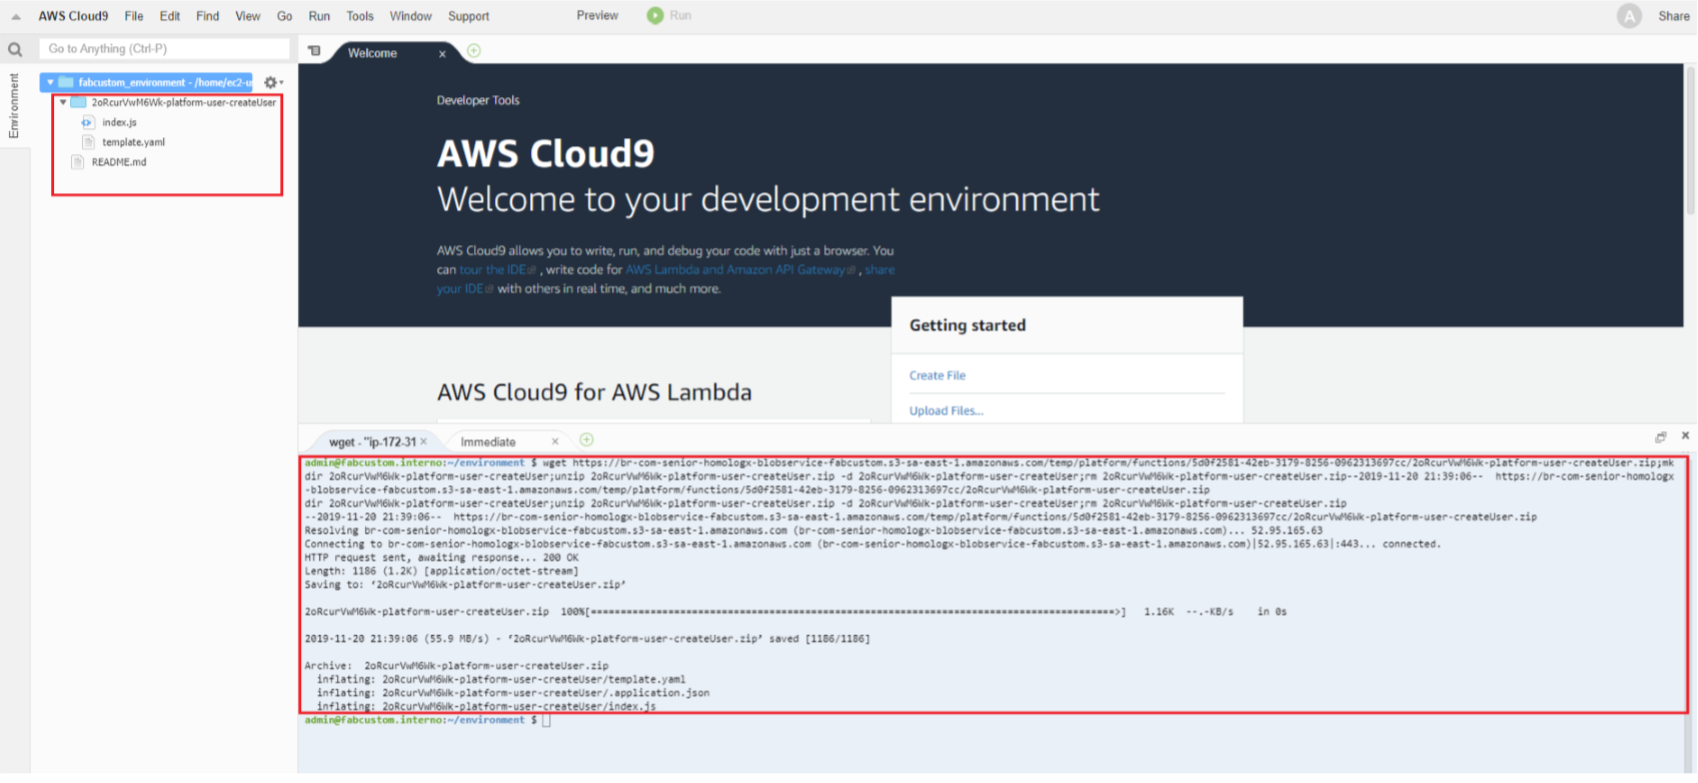 AWS Cloud9 File Edit Find View Go Run Tools Window Support Preview Run A Share
Go to Anything (Ctrl-P)
Environment
fabcustom_environment - /home/ec2-u
2oRcurVwM6Wk-platform-user-createUser
index.js
template.yaml
README.md
Welcome
Developer Tools
AWS Cloud9
Welcome to your development environment
AWS Cloud9 allows you to write, run, and debug your code with just a browser. You
can tour the IDE , write code for AWS Lambda and Amazon API Gateway , share
your IDE with others in real time, and much more.
Getting started
Create File
Upload Files...
AWS Cloud9 for AWS Lambda
wget - "ip-172-31 Immediate
admin@fabcustom.interno:~/environment $ wget https://br-com-senior-homologx-blobservice-fabcustom.s3-sa-east-1.amazonaws.com/temp/platform/functions/5d0f2581-42eb-3179-8256-0962313697cc/2oRcurVwM6Wk-platform-user-createUser.zip;mk
dir 2oRcurVwM6Wk-platform-user-createUser;unzip 2oRcurVwM6Wk-platform-user-createUser.zip -d 2oRcurVwM6Wk-platform-user-createUser;rm 2oRcurVwM6Wk-platform-user-createUser.zip--2019-11-20 21:39:06-- https://br-com-senior-homologx
-blobservice-fabcustom.s3-sa-east-1.amazonaws.com/temp/platform/functions/5d0f2581-42eb-3179-8256-0962313697cc/2oRcurVwM6Wk-platform-user-createUser.zip
dir 2oRcurVwM6Wk-platform-user-createUser;unzip 2oRcurVwM6Wk-platform-user-createUser.zip -d 2oRcurVwM6Wk-platform-user-createUser;rm 2oRcurVwM6Wk-platform-user-createUser.zip
--2019-11-20 21:39:06-- https://br-com-senior-homologx-blobservice-fabcustom.s3-sa-east-1.amazonaws.com/temp/platform/functions/5d0f2581-42eb-3179-8256-0962313697cc/2oRcurVwM6Wk-platform-user-createUser.zip
Resolving br-com-senior-homologx-blobservice-fabcustom.s3-sa-east-1.amazonaws.com (br-com-senior-homologx-blobservice-fabcustom.s3-sa-east-1.amazonaws.com)... 52.95.165.63
Connecting to br-com-senior-homologx-blobservice-fabcustom.s3-sa-east-1.amazonaws.com (br-com-senior-homologx-blobservice-fabcustom.s3-sa-east-1.amazonaws.com)|52.95.165.63|:443... connected.
HTTP request sent, awaiting response... 200 OK
Length: 1186 (1.2K) [application/octet-stream]
Saving to: ‘2oRcurVwM6Wk-platform-user-createUser.zip’
2oRcurVwM6Wk-platform-user-createUser.zip 100%[=======================================================================================>] 1.16K --.-KB/s in 0s
2019-11-20 21:39:06 (55.9 MB/s) - ‘2oRcurVwM6Wk-platform-user-createUser.zip’ saved [1186/1186]
Archive: 2oRcurVwM6Wk-platform-user-createUser.zip
inflating: 2oRcurVwM6Wk-platform-user-createUser/template.yaml
inflating: 2oRcurVwM6Wk-platform-user-createUser/.application.json
inflating: 2oRcurVwM6Wk-platform-user-createUser/index.js
admin@fabcustom.interno:~/environment $